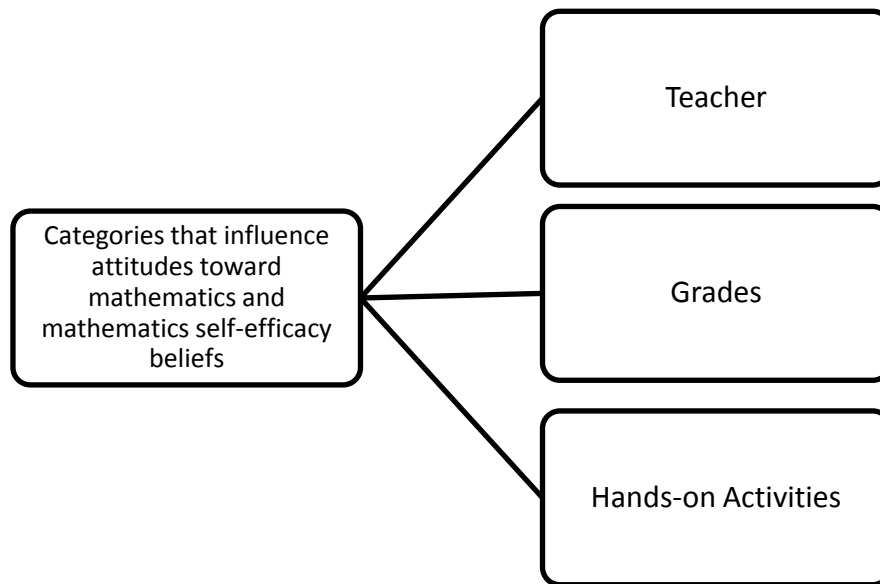 Teacher
Categories that influence
attitudes toward
mathematics and
mathematics self-efficacy
beliefs
Grades
Hands-on Activities